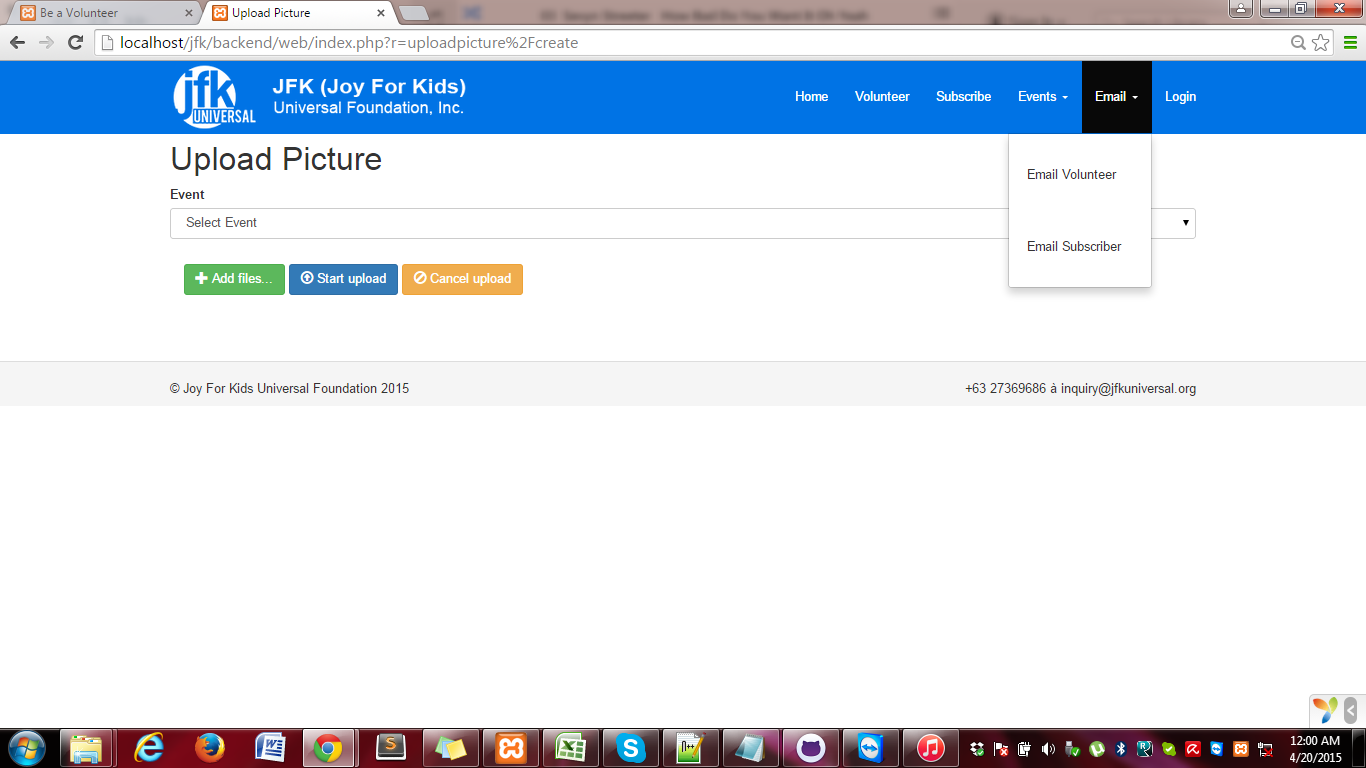 Be a Volunteer
Upload Picture
localhost/jfk/backend/web/index.php?r=uploadpicture%2Fcreate
jfk
UNIVERSAL
JFK (Joy For Kids)
Universal Foundation, Inc.
Home Volunteer Subscribe Events Email Login
Email Volunteer
Email Subscriber
Upload Picture
Event
Select Event
Add files... Start upload Cancel upload
© Joy For Kids Universal Foundation 2015
+63 27369686 à inquiry@jfkuniversal.org
12:00 AM
4/20/2015